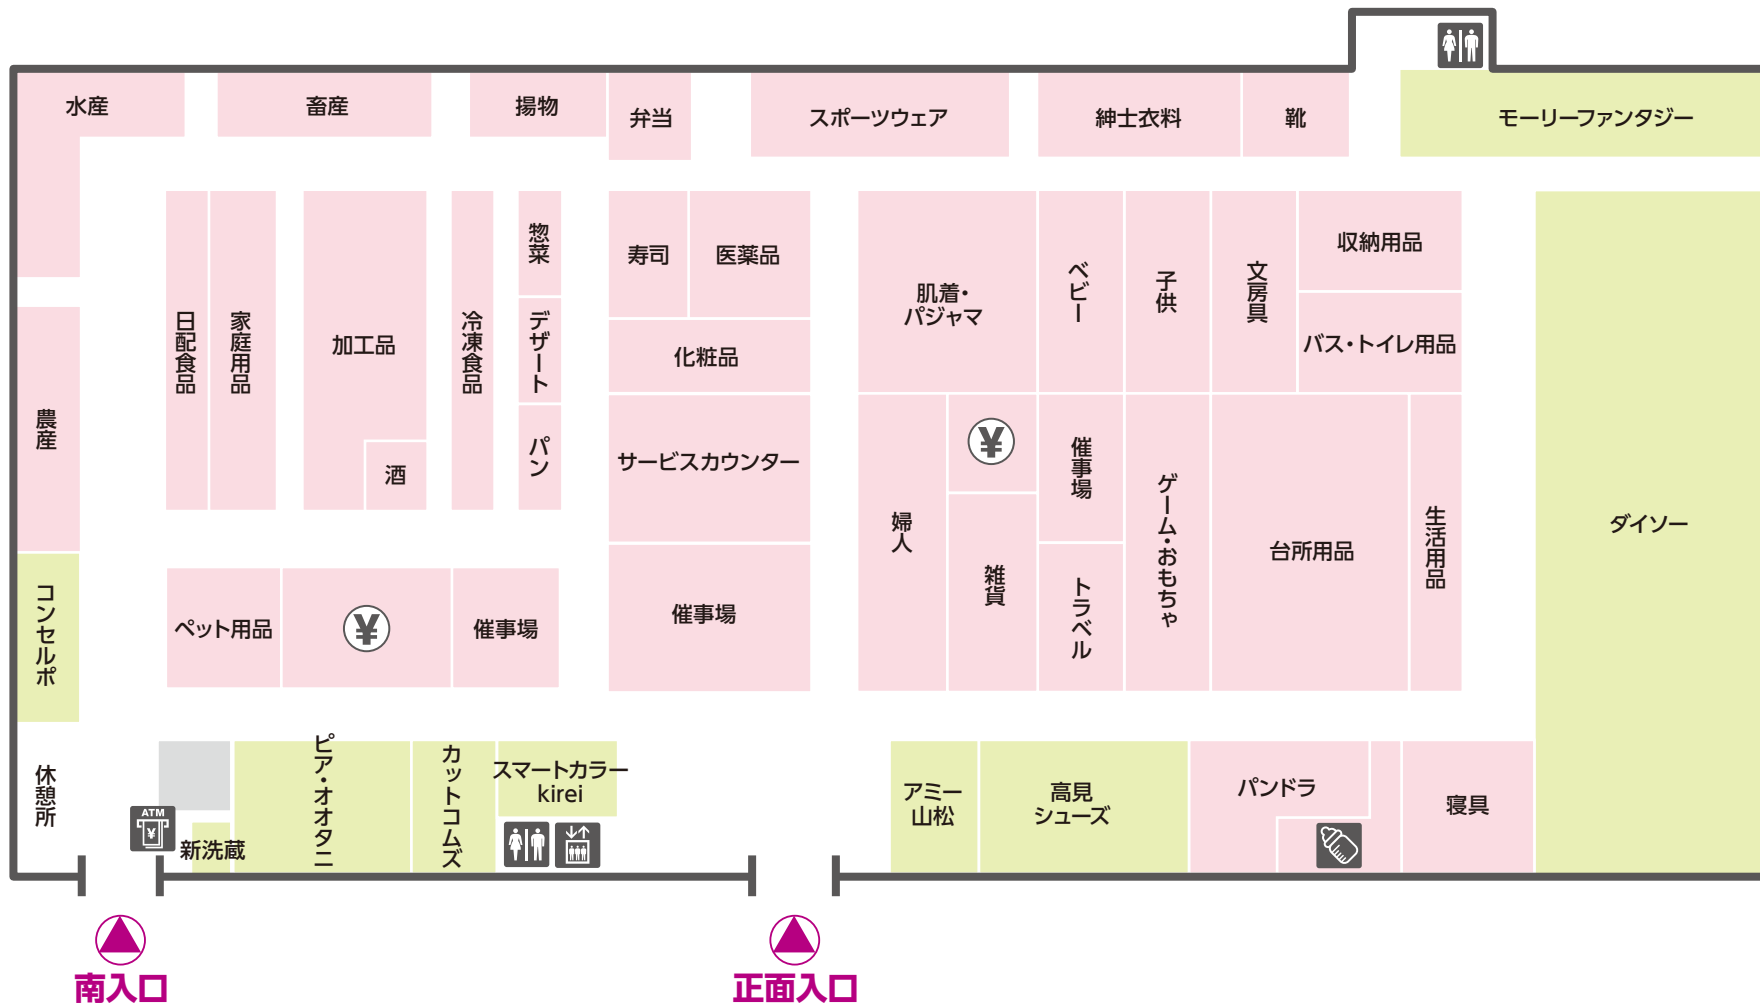 水産
畜産
揚物
弁当
スポーツウェア
紳士衣料
靴
モーリーファンタジー
日配食品
家庭用品
加工品
酒
冷凍食品
惣菜
デザート
パン
寿司
医薬品
化粧品
サービスカウンター
催事場
肌着・
パジャマ
ベビー
子供
文房具
収納用品
バス・トイレ用品
農産
婦人
¥
雑貨
催事場
トラベル
ゲーム・おもちゃ
台所用品
生活用品
ダイソー
コンセルポ
ペット用品
¥
催事場
休憩所
ATM
¥
新洗蔵
ピア・オオタニ
カットコムズ
スマートカラー
kirei
アミー
山松
高見
シューズ
パンドラ
寝具
南入口
正面入口